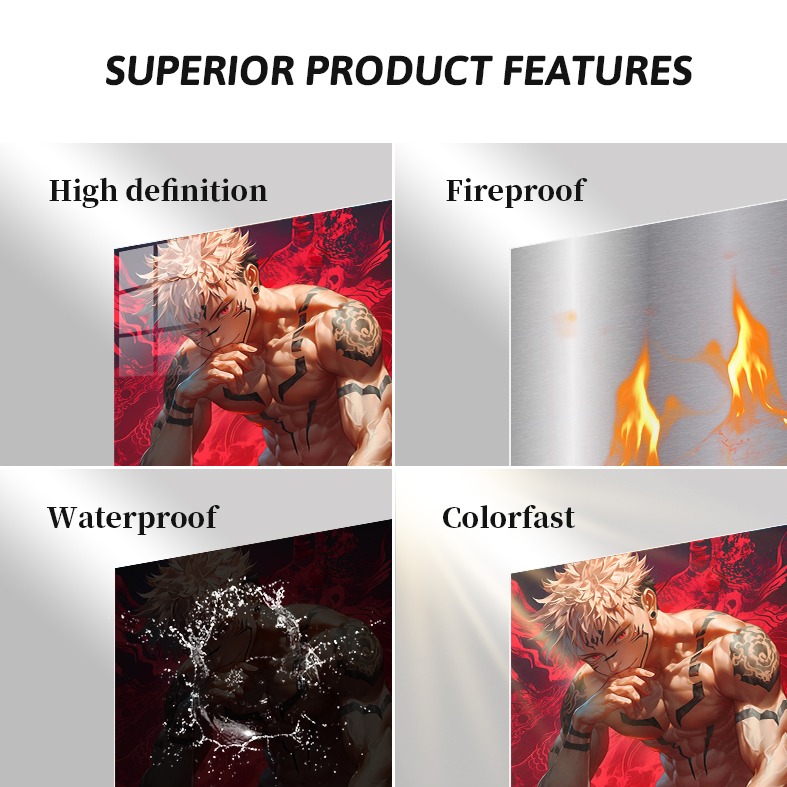 SUPERIOR PRODUCT FEATURES
High definition
Fireproof
Waterproof
Colorfast